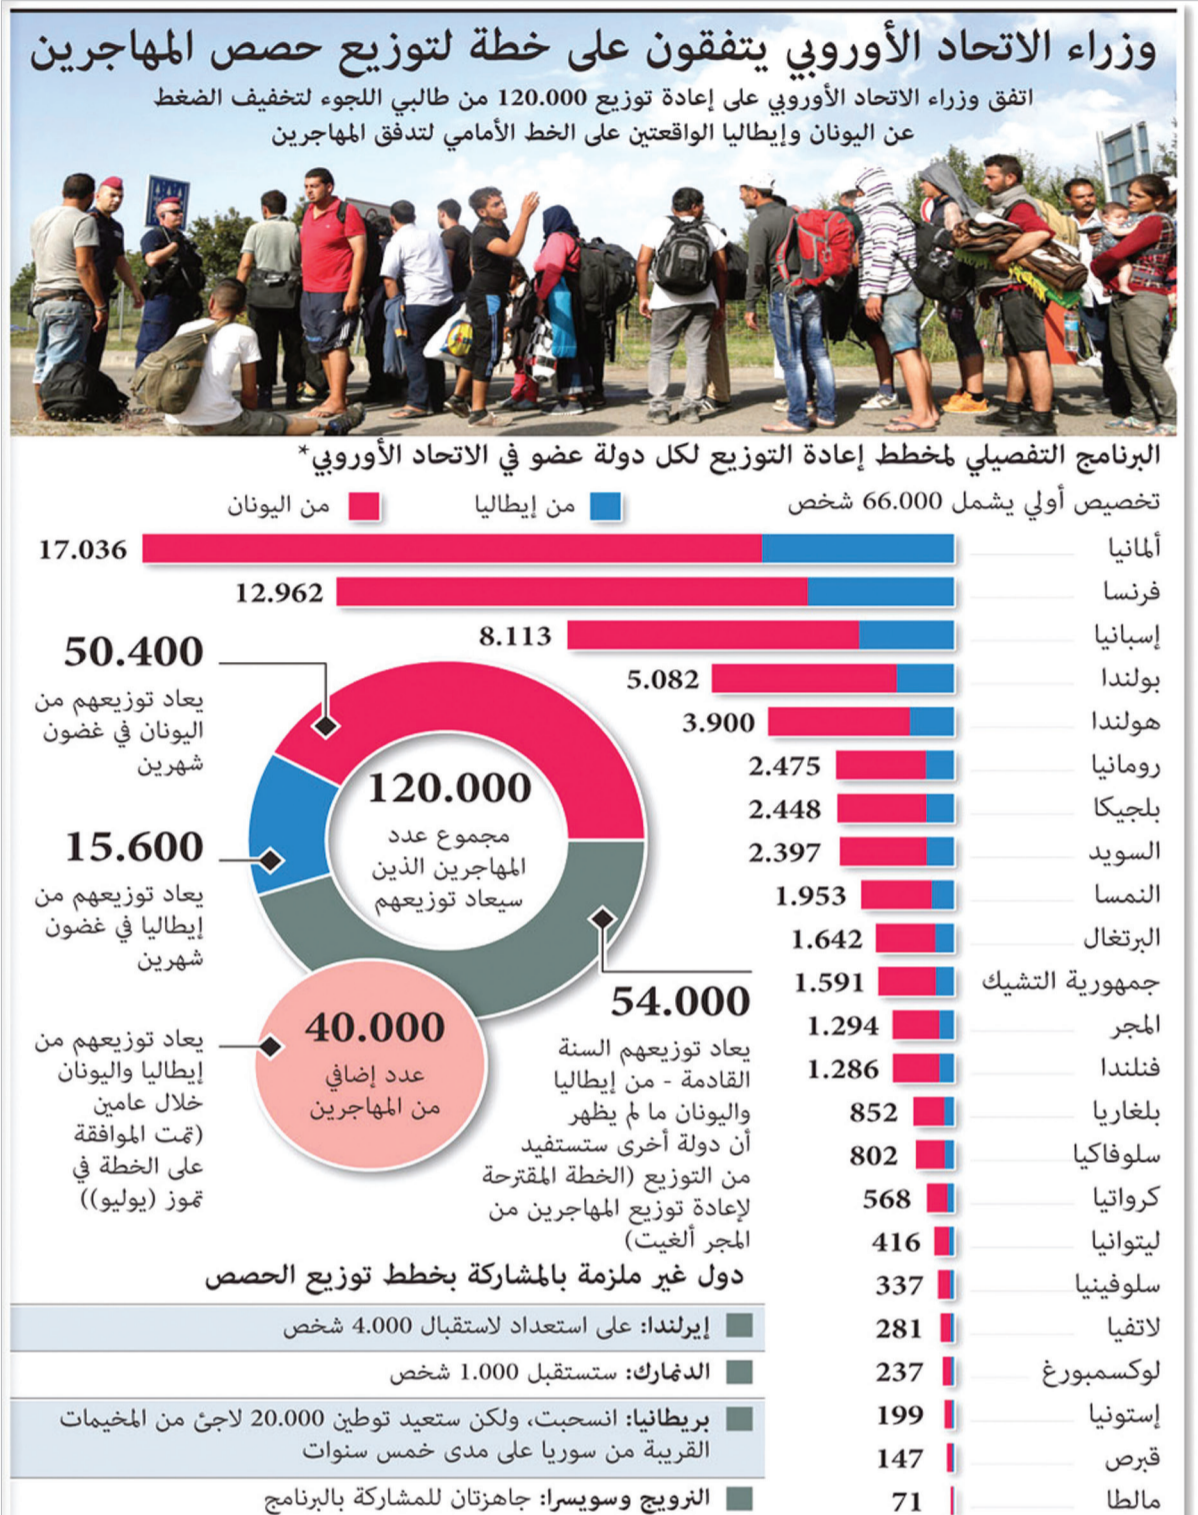 وزراء الاتحاد الأوروبي يتفقون على خطة لتوزيع حصص المهاجرين
اتفق وزراء الاتحاد الأوروبي على إعادة توزيع 120.000 من طالبي اللجوء لتخفيف الضغط
عن اليونان وإيطاليا الواقعتين على الخط الأمامي لتدفق المهاجرين
البرنامج التفصيلي لمخطط إعادة التوزيع لكل دولة عضو في الاتحاد الأوروبي*
تخصيص أولي يشمل 66.000 شخص
من إيطاليا
من اليونان
ألمانيا 17.036
فرنسا 12.962
إسبانيا 8.113
بولندا 5.082
هولندا 3.900
رومانيا 2.475
بلجيكا 2.448
السويد 2.397
النمسا 1.953
البرتغال 1.642
جمهورية التشيك 1.591
المجر 1.294
فنلندا 1.286
بلغاريا 852
سلوفاكيا 802
كرواتيا 568
ليتوانيا 416
سلوفينيا 337
لاتفيا 281
لوكسمبورغ 237
إستونيا 199
قبرص 147
مالطا 71
120.000
مجموع عدد
المهاجرين الذين
سيعاد توزيعهم
50.400
يعاد توزيعهم من
اليونان في غضون
شهرين
15.600
يعاد توزيعهم من
إيطاليا في غضون
شهرين
54.000
يعاد توزيعهم السنة
القادمة - من إيطاليا
واليونان ما لم يظهر
أن دولة أخرى ستستفيد
من التوزيع (الخطة المقترحة
لإعادة توزيع المهاجرين من
المجر ألغيت)
40.000
عدد إضافي
من المهاجرين
يعاد توزيعهم من
إيطاليا واليونان
خلال عامين
(تمت الموافقة
على الخطة في
تموز (يوليو))
دول غير ملزمة بالمشاركة بخطط توزيع الحصص
إيرلندا: على استعداد لاستقبال 4.000 شخص
الدنمارك: ستستقبل 1.000 شخص
بريطانيا: انسحبت، ولكن ستعيد توطين 20.000 لاجئ من المخيمات
القريبة من سوريا على مدى خمس سنوات
النرويج وسويسرا: جاهزتان للمشاركة بالبرنامج